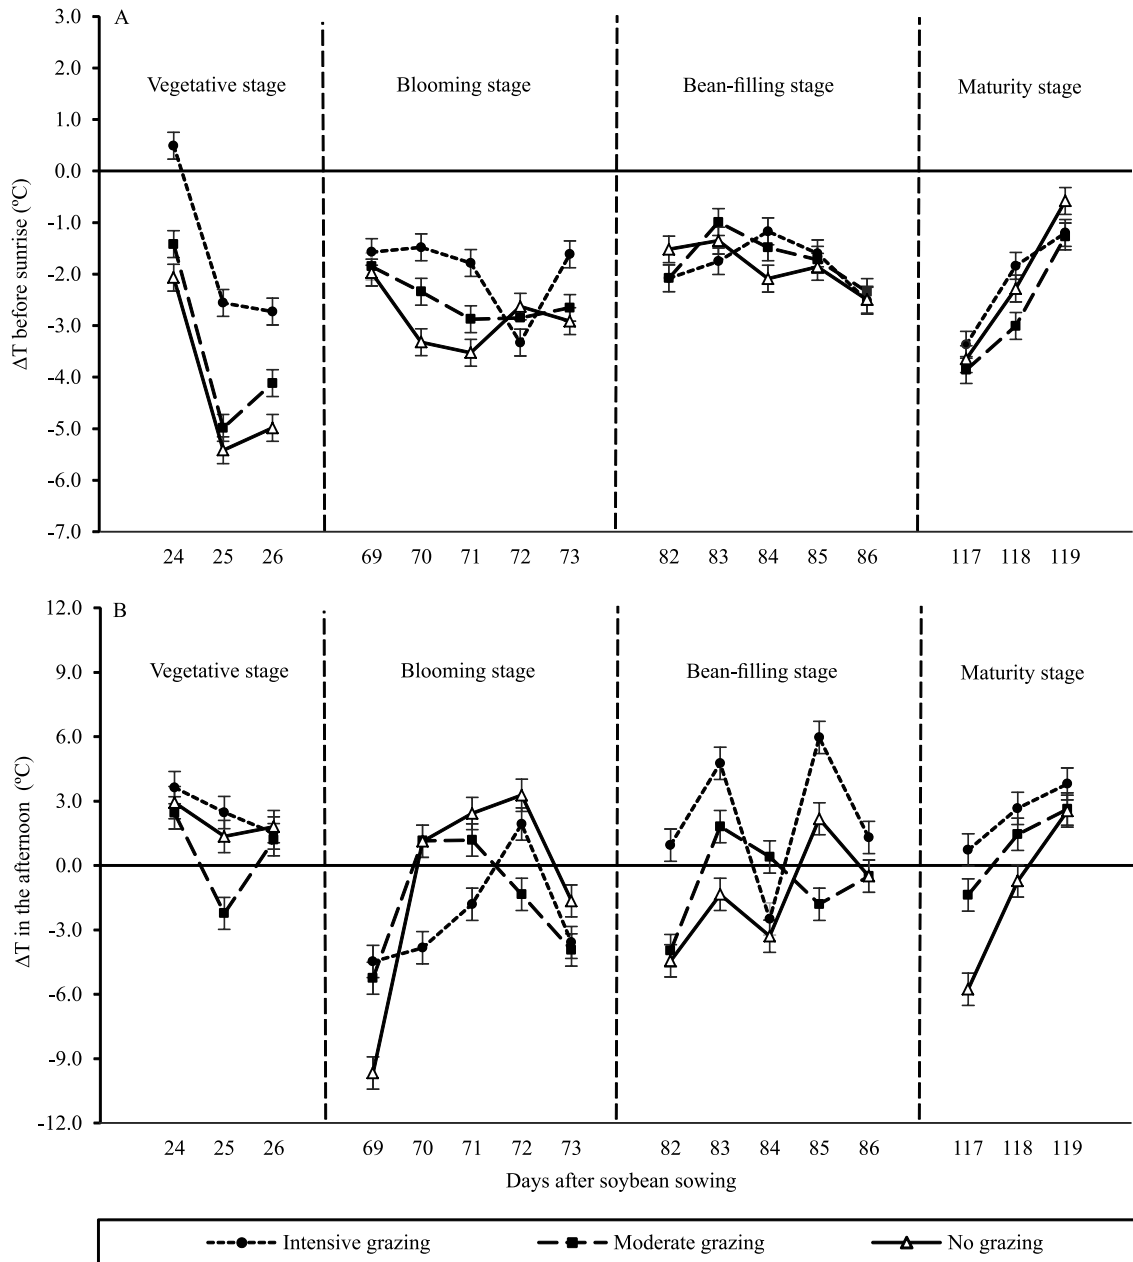 A
3.0
2.0
1.0
0.0
-1.0
-2.0
-3.0
-4.0
-5.0
-6.0
-7.0
ΔT before sunrise (ºC)
Vegetative stage Blooming stage Bean-filling stage Maturity stage
24 25 26 69 70 71 72 73 82 83 84 85 86 117 118 119
B
12.0
9.0
6.0
3.0
0.0
-3.0
-6.0
-9.0
-12.0
ΔT in the afternoon (ºC)
Vegetative stage Blooming stage Bean-filling stage Maturity stage
24 25 26 69 70 71 72 73 82 83 84 85 86 117 118 119
Days after soybean sowing
Intensive grazing Moderate grazing No grazing